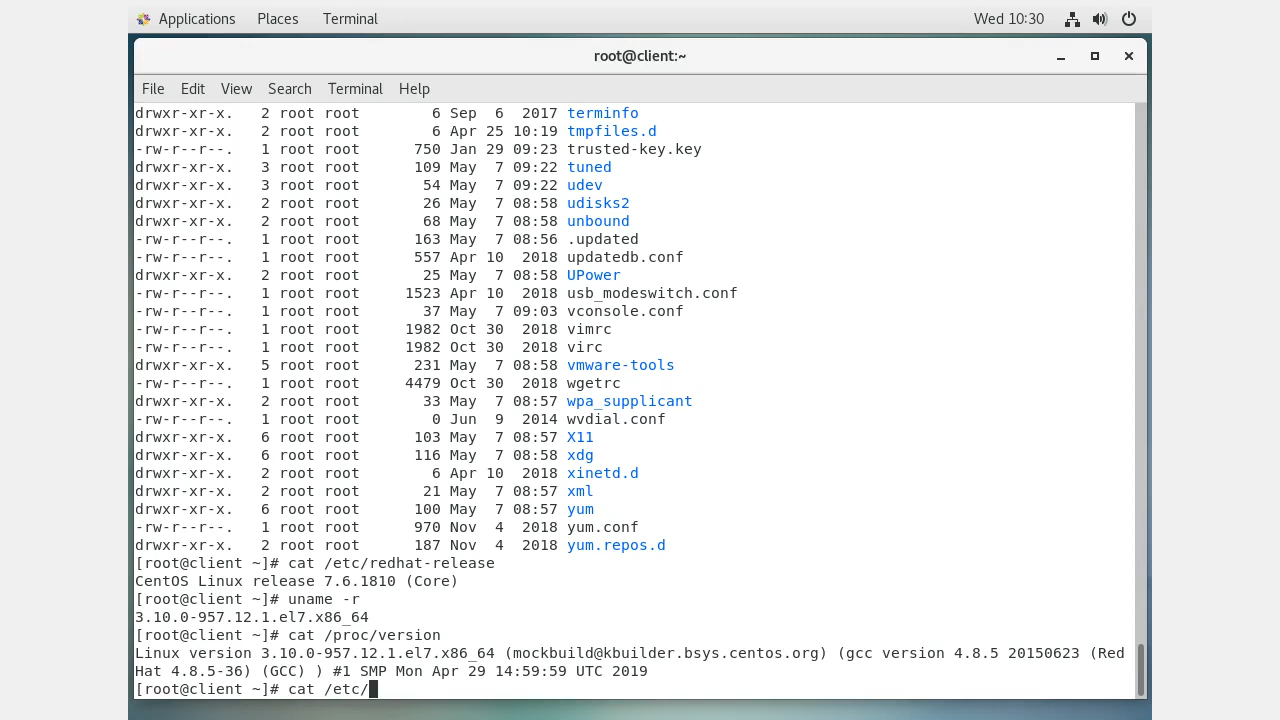 Applications Places Terminal Wed 10:30
root@client:~
File Edit View Search Terminal Help
drwxr-xr-x.   2 root root        6 Sep  6  2017 terminfo
drwxr-xr-x.   2 root root        6 Apr 25 10:19 tmpfiles.d
-rw-r--r--.   1 root root      750 Jan 29 09:23 trusted-key.key
drwxr-xr-x.   3 root root      109 May  7 09:22 tuned
drwxr-xr-x.   3 root root       54 May  7 09:22 udev
drwxr-xr-x.   2 root root       26 May  7 08:58 udisks2
drwxr-xr-x.   2 root root       68 May  7 08:58 unbound
-rw-r--r--.   1 root root      163 May  7 08:56 .updated
-rw-r--r--.   1 root root      557 Apr 10  2018 updatedb.conf
drwxr-xr-x.   2 root root       25 May  7 08:58 UPower
-rw-r--r--.   1 root root     1523 Apr 10  2018 usb_modeswitch.conf
-rw-r--r--.   1 root root       37 May  7 09:03 vconsole.conf
-rw-r--r--.   1 root root     1982 Oct 30  2018 vimrc
-rw-r--r--.   1 root root     1982 Oct 30  2018 virc
drwxr-xr-x.   5 root root      231 May  7 08:58 vmware-tools
-rw-r--r--.   1 root root     4479 Oct 30  2018 wgetrc
drwxr-xr-x.   2 root root       33 May  7 08:57 wpa_supplicant
-rw-r--r--.   1 root root        0 Jun  9  2014 wvdial.conf
drwxr-xr-x.   6 root root      103 May  7 08:57 X11
drwxr-xr-x.   6 root root      116 May  7 08:58 xdg
drwxr-xr-x.   2 root root        6 Apr 10  2018 xinetd.d
drwxr-xr-x.   2 root root       21 May  7 08:57 xml
drwxr-xr-x.   6 root root      100 May  7 08:57 yum
-rw-r--r--.   1 root root      970 Nov  4  2018 yum.conf
drwxr-xr-x.   2 root root      187 Nov  4  2018 yum.repos.d
[root@client ~]# cat /etc/redhat-release
CentOS Linux release 7.6.1810 (Core)
[root@client ~]# uname -r
3.10.0-957.12.1.el7.x86_64
[root@client ~]# cat /proc/version
Linux version 3.10.0-957.12.1.el7.x86_64 (mockbuild@kbuilder.bsys.centos.org) (gcc version 4.8.5 20150623 (Red
Hat 4.8.5-36) (GCC) ) #1 SMP Mon Apr 29 14:59:59 UTC 2019
[root@client ~]# cat /etc/